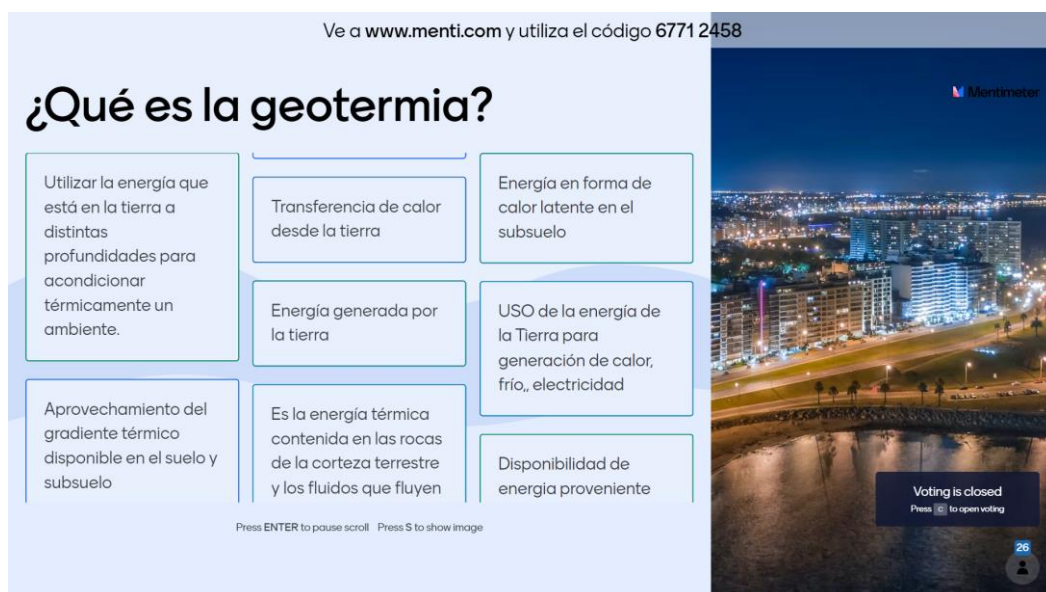 Ve a www.menti.com y utiliza el código 6771 2458
¿Qué es la geotermia?
Mentimeter
Utilizar la energía que
está en la tierra a
distintas
profundidades para
acondicionar
térmicamente un
ambiente.
Aprovechamiento del
gradiente térmico
disponible en el suelo y
subsuelo
Transferencia de calor
desde la tierra
Energía generada por
la tierra
Es la energía térmica
contenida en las rocas
de la corteza terrestre
y los fluidos que fluyen
Energía en forma de
calor latente en el
subsuelo
USO de la energía de
la Tierra para
generación de calor,
frío,, electricidad
Disponibilidad de
energia proveniente
Voting is closed
Press c to open voting
Press ENTER to pause scroll Press S to show image
26